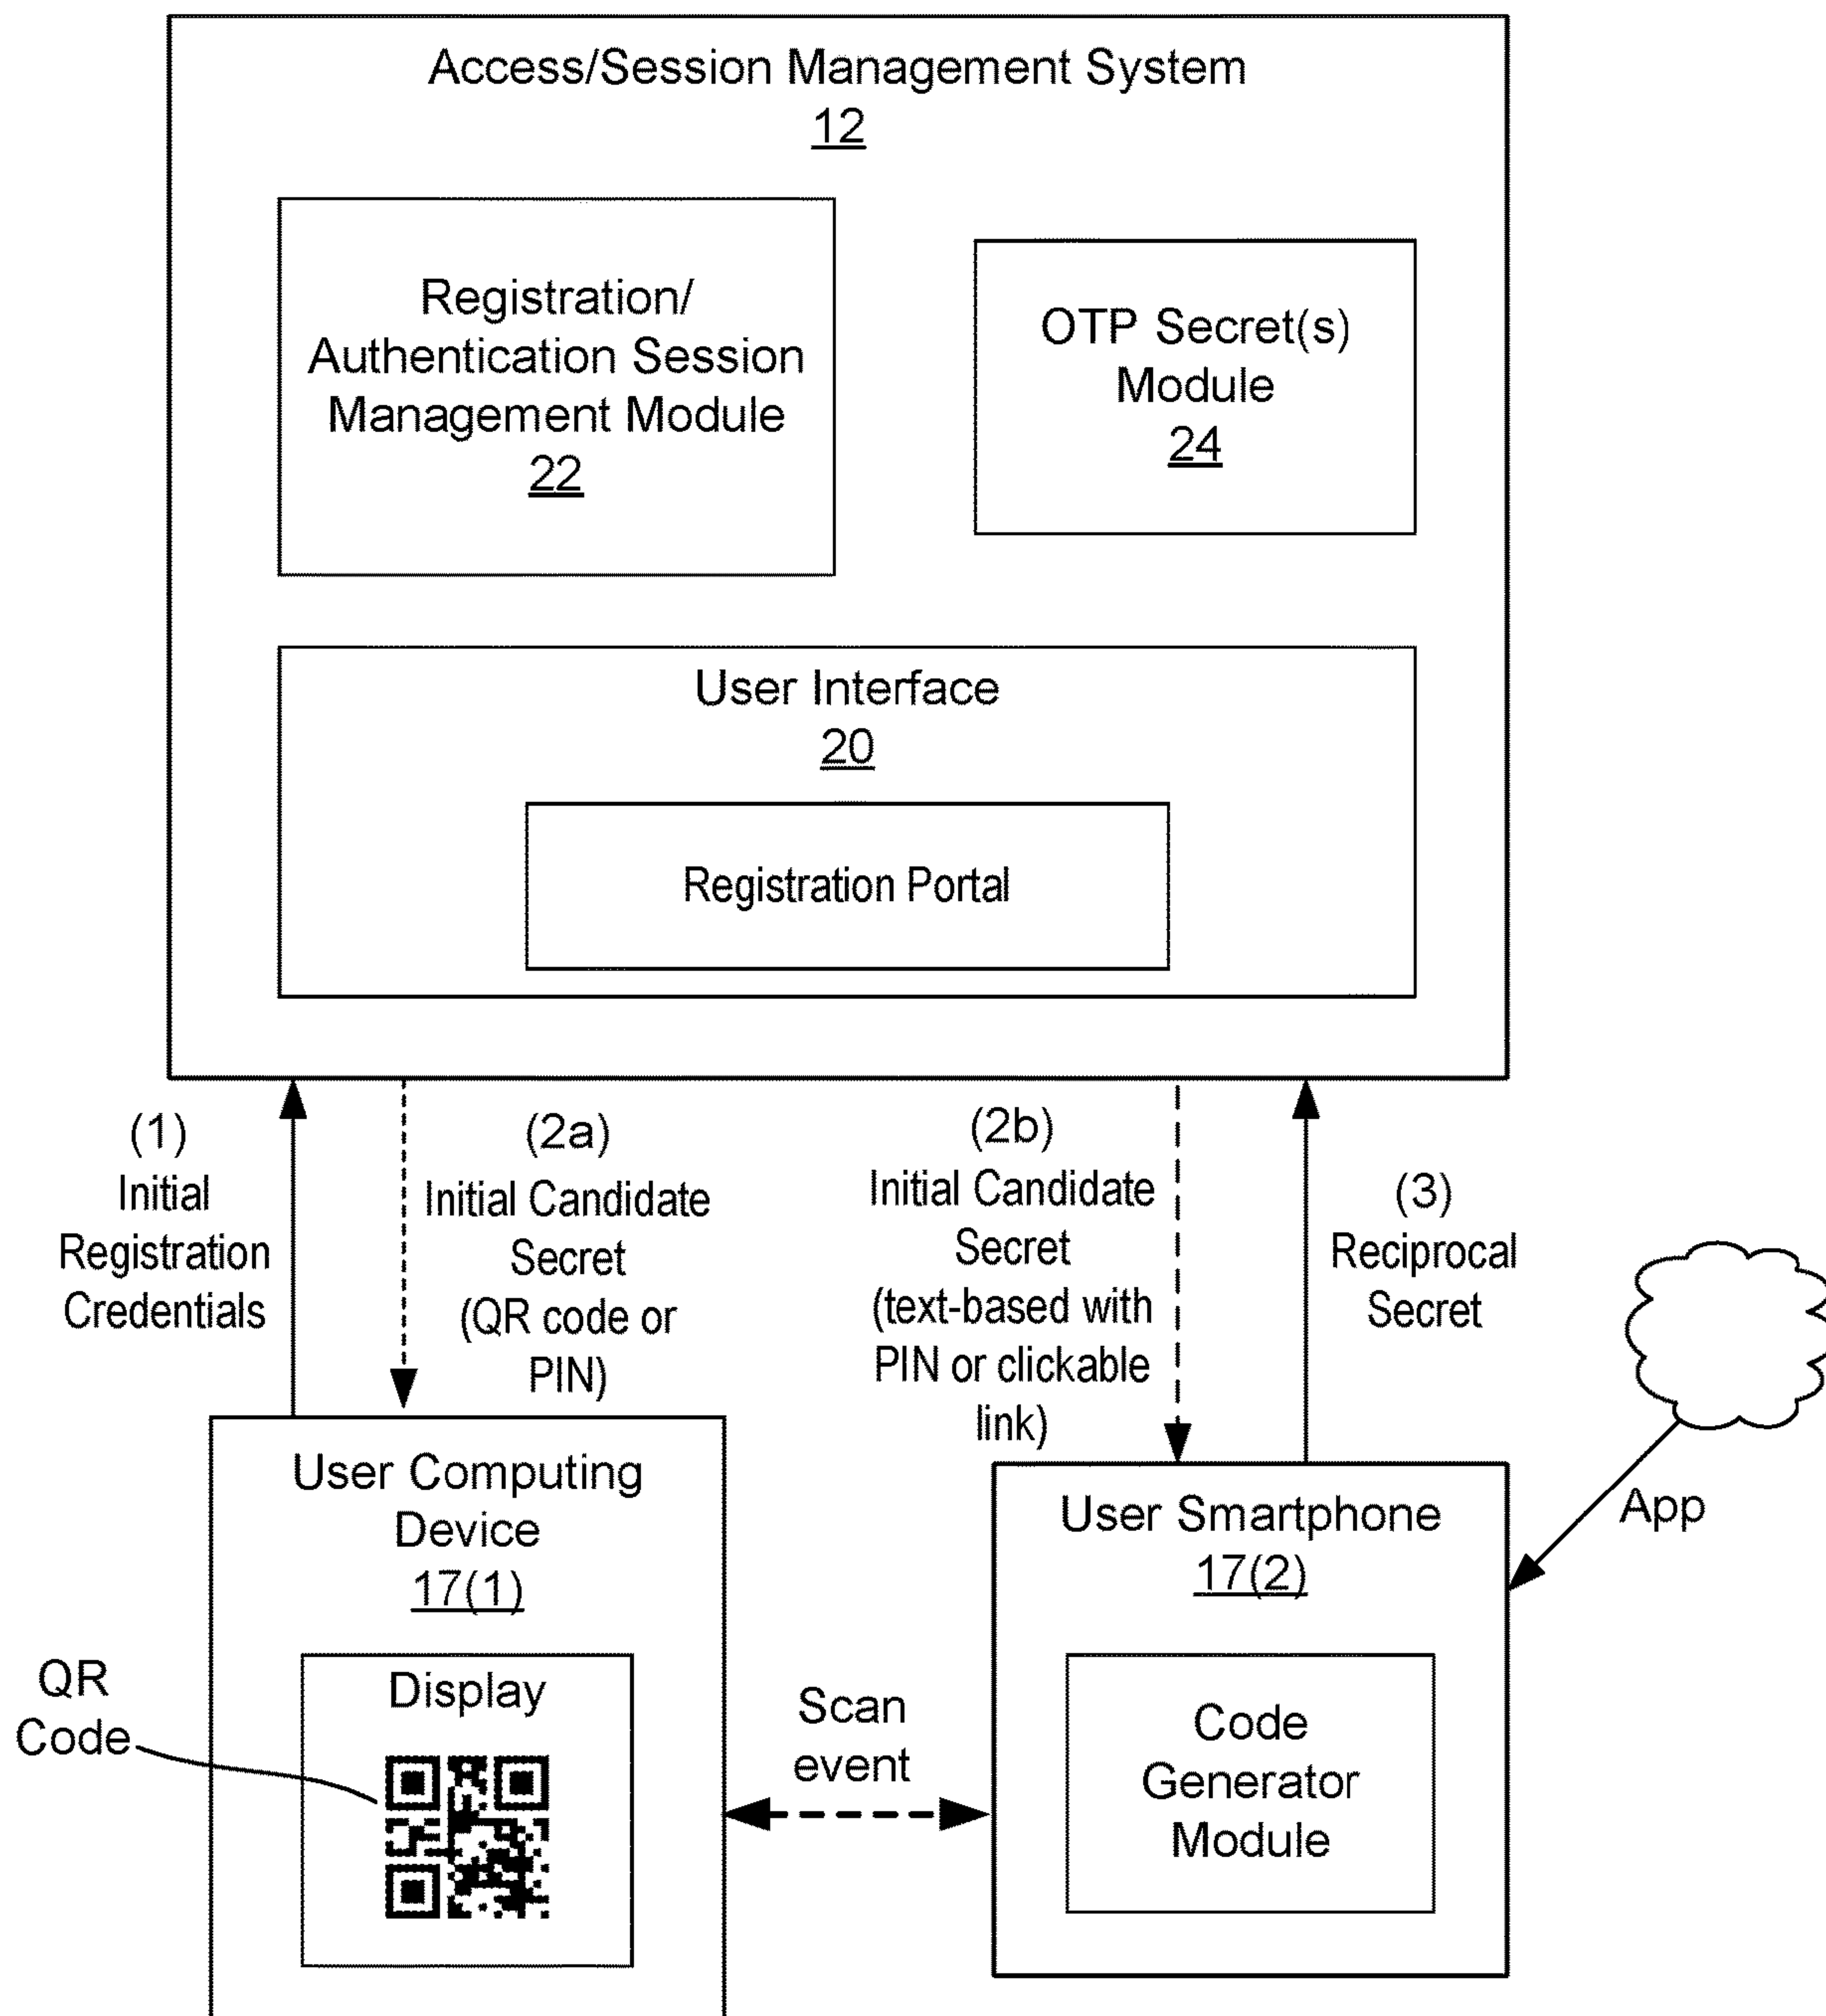 Access/Session Management System
12
Registration/
Authentication Session
Management Module
22
OTP Secret(s)
Module
24
User Interface
20
Registration Portal
(1)
Initial
Registration
Credentials
(2a)
Initial Candidate
Secret
(QR code or
PIN)
(2b)
Initial Candidate
Secret
(text-based with
PIN or clickable
link)
(3)
Reciprocal
Secret
App
User Computing
Device
17(1)
Display
QR
Code
Scan
event
User Smartphone
17(2)
Code
Generator
Module